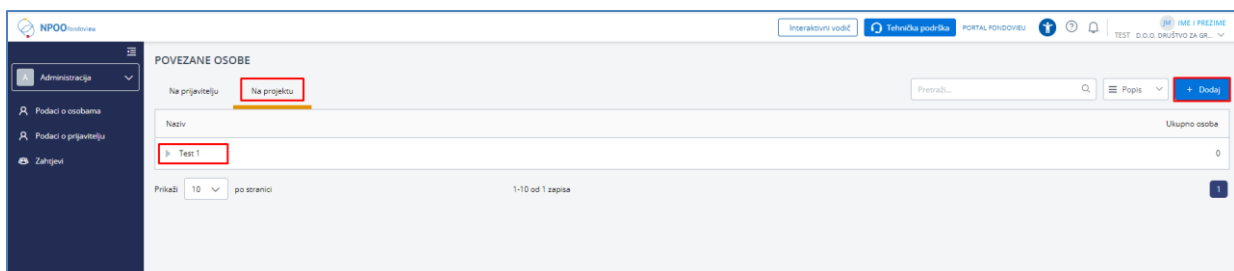 NPOO fondovieu
Interaktivni vodič
Tehnička podrška
PORTAL FONDOVIEU
JM IME I PREZIME
TEST D.O.O. DRUŠTVO ZA GR...
A Administracija
Podaci o osobama
Podaci o prijavitelju
Zahtjevi
POVEZANE OSOBE
Na prijavitelju Na projektu
Pretraži...
Popis
+ Dodaj
Naziv Ukupno osoba
Test 1 0
Prikaži 10 po stranici 1-10 od 1 zapisa 1